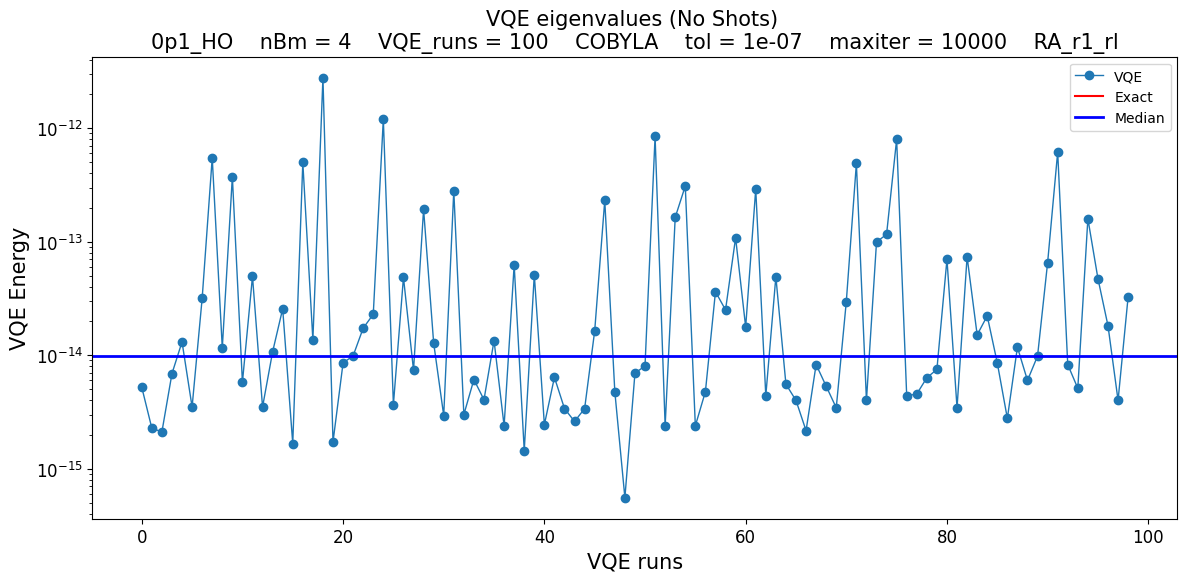 VQE eigenvalues (No Shots)
0p1_HO    nBm = 4    VQE_runs = 100    COBYLA    tol = 1e-07    maxiter = 10000    RA_r1_rl
VQE
Exact
Median
10⁻¹²
10⁻¹³
10⁻¹⁴
10⁻¹⁵
VQE Energy
0 20 40 60 80 100
VQE runs